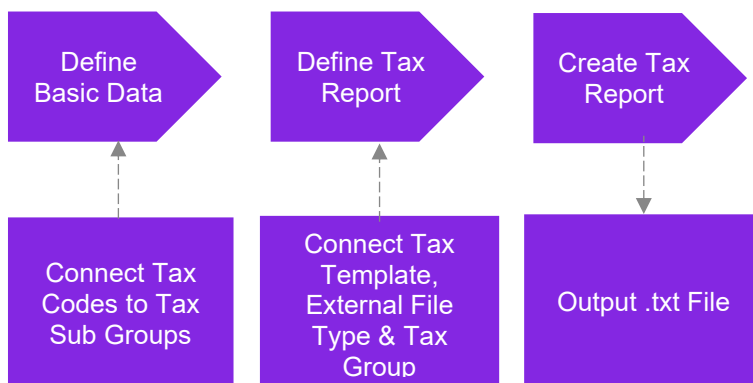 Define
Basic Data
Define Tax
Report
Create Tax
Report
Connect Tax
Codes to Tax
Sub Groups
Connect Tax
Template,
External File
Type & Tax
Group
Output .txt File